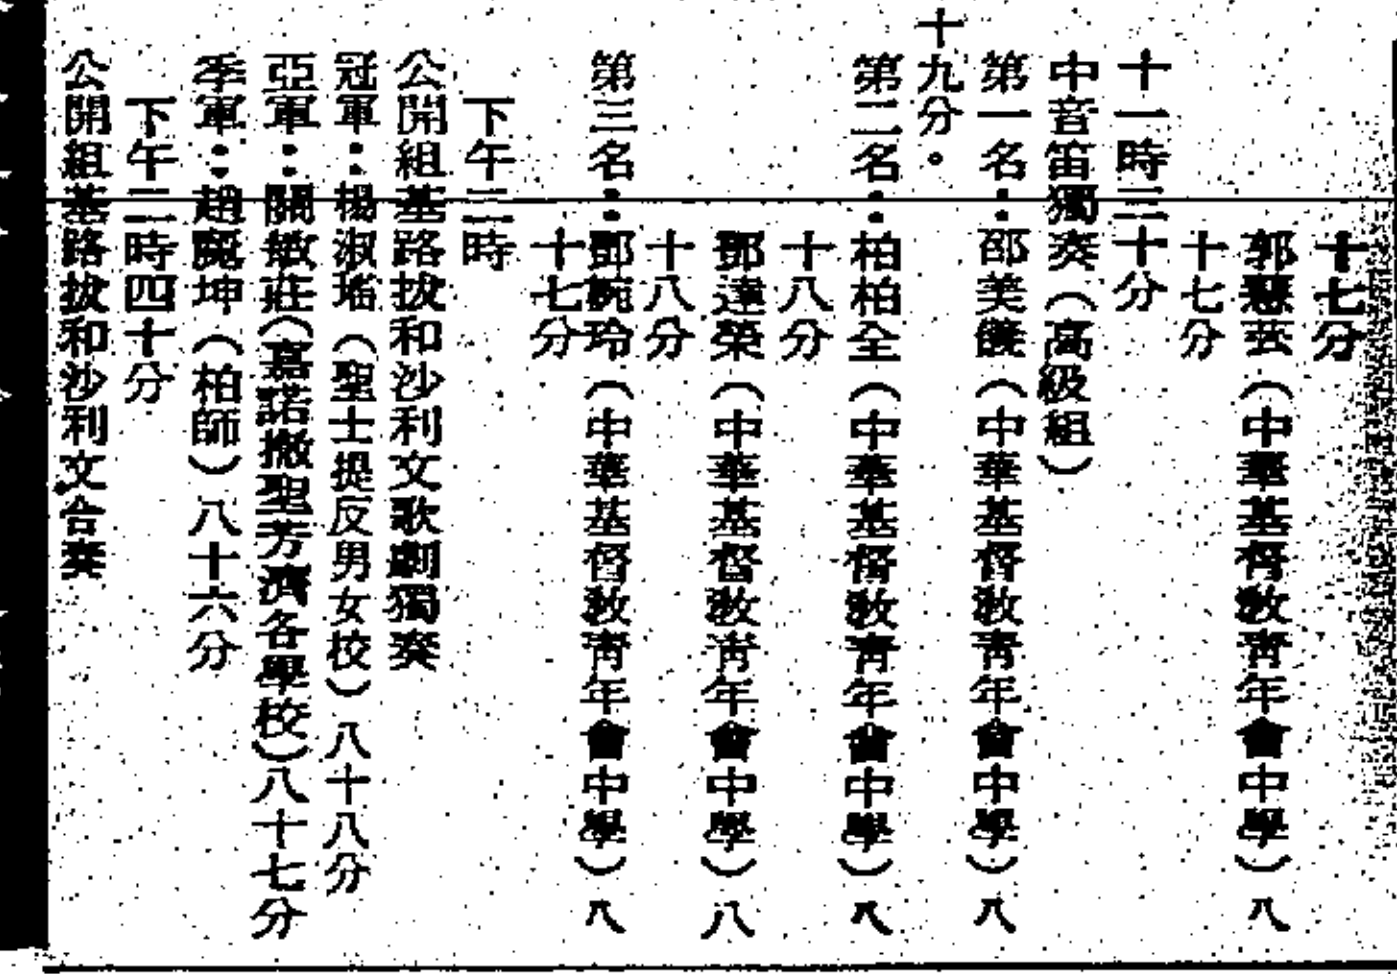 十七分
郭慧芸（中華基督教青年會中學）八
十七分
十一時三十分
中音笛獨奏（高級組）
第一名：邵美儀（中華基督教青年會中學）八
十九分。
第二名：柏柏全（中華基督教青年會中學）八
十八分
鄧達榮（中華基督教青年會中學）八
十八分
第三名：鄧婉玲（中華基督教青年會中學）八
十七分
下午二時
公開組基路拔和沙利文歌劇獨奏
冠軍：楊淑瑤（聖士提反男女校）八十八分
亞軍：關敏莊（嘉諾撒聖芳濟各學校）八十七分
季軍：趙坤（柏師）八十六分
下午二時四十分
公開組基路拔和沙利文合奏